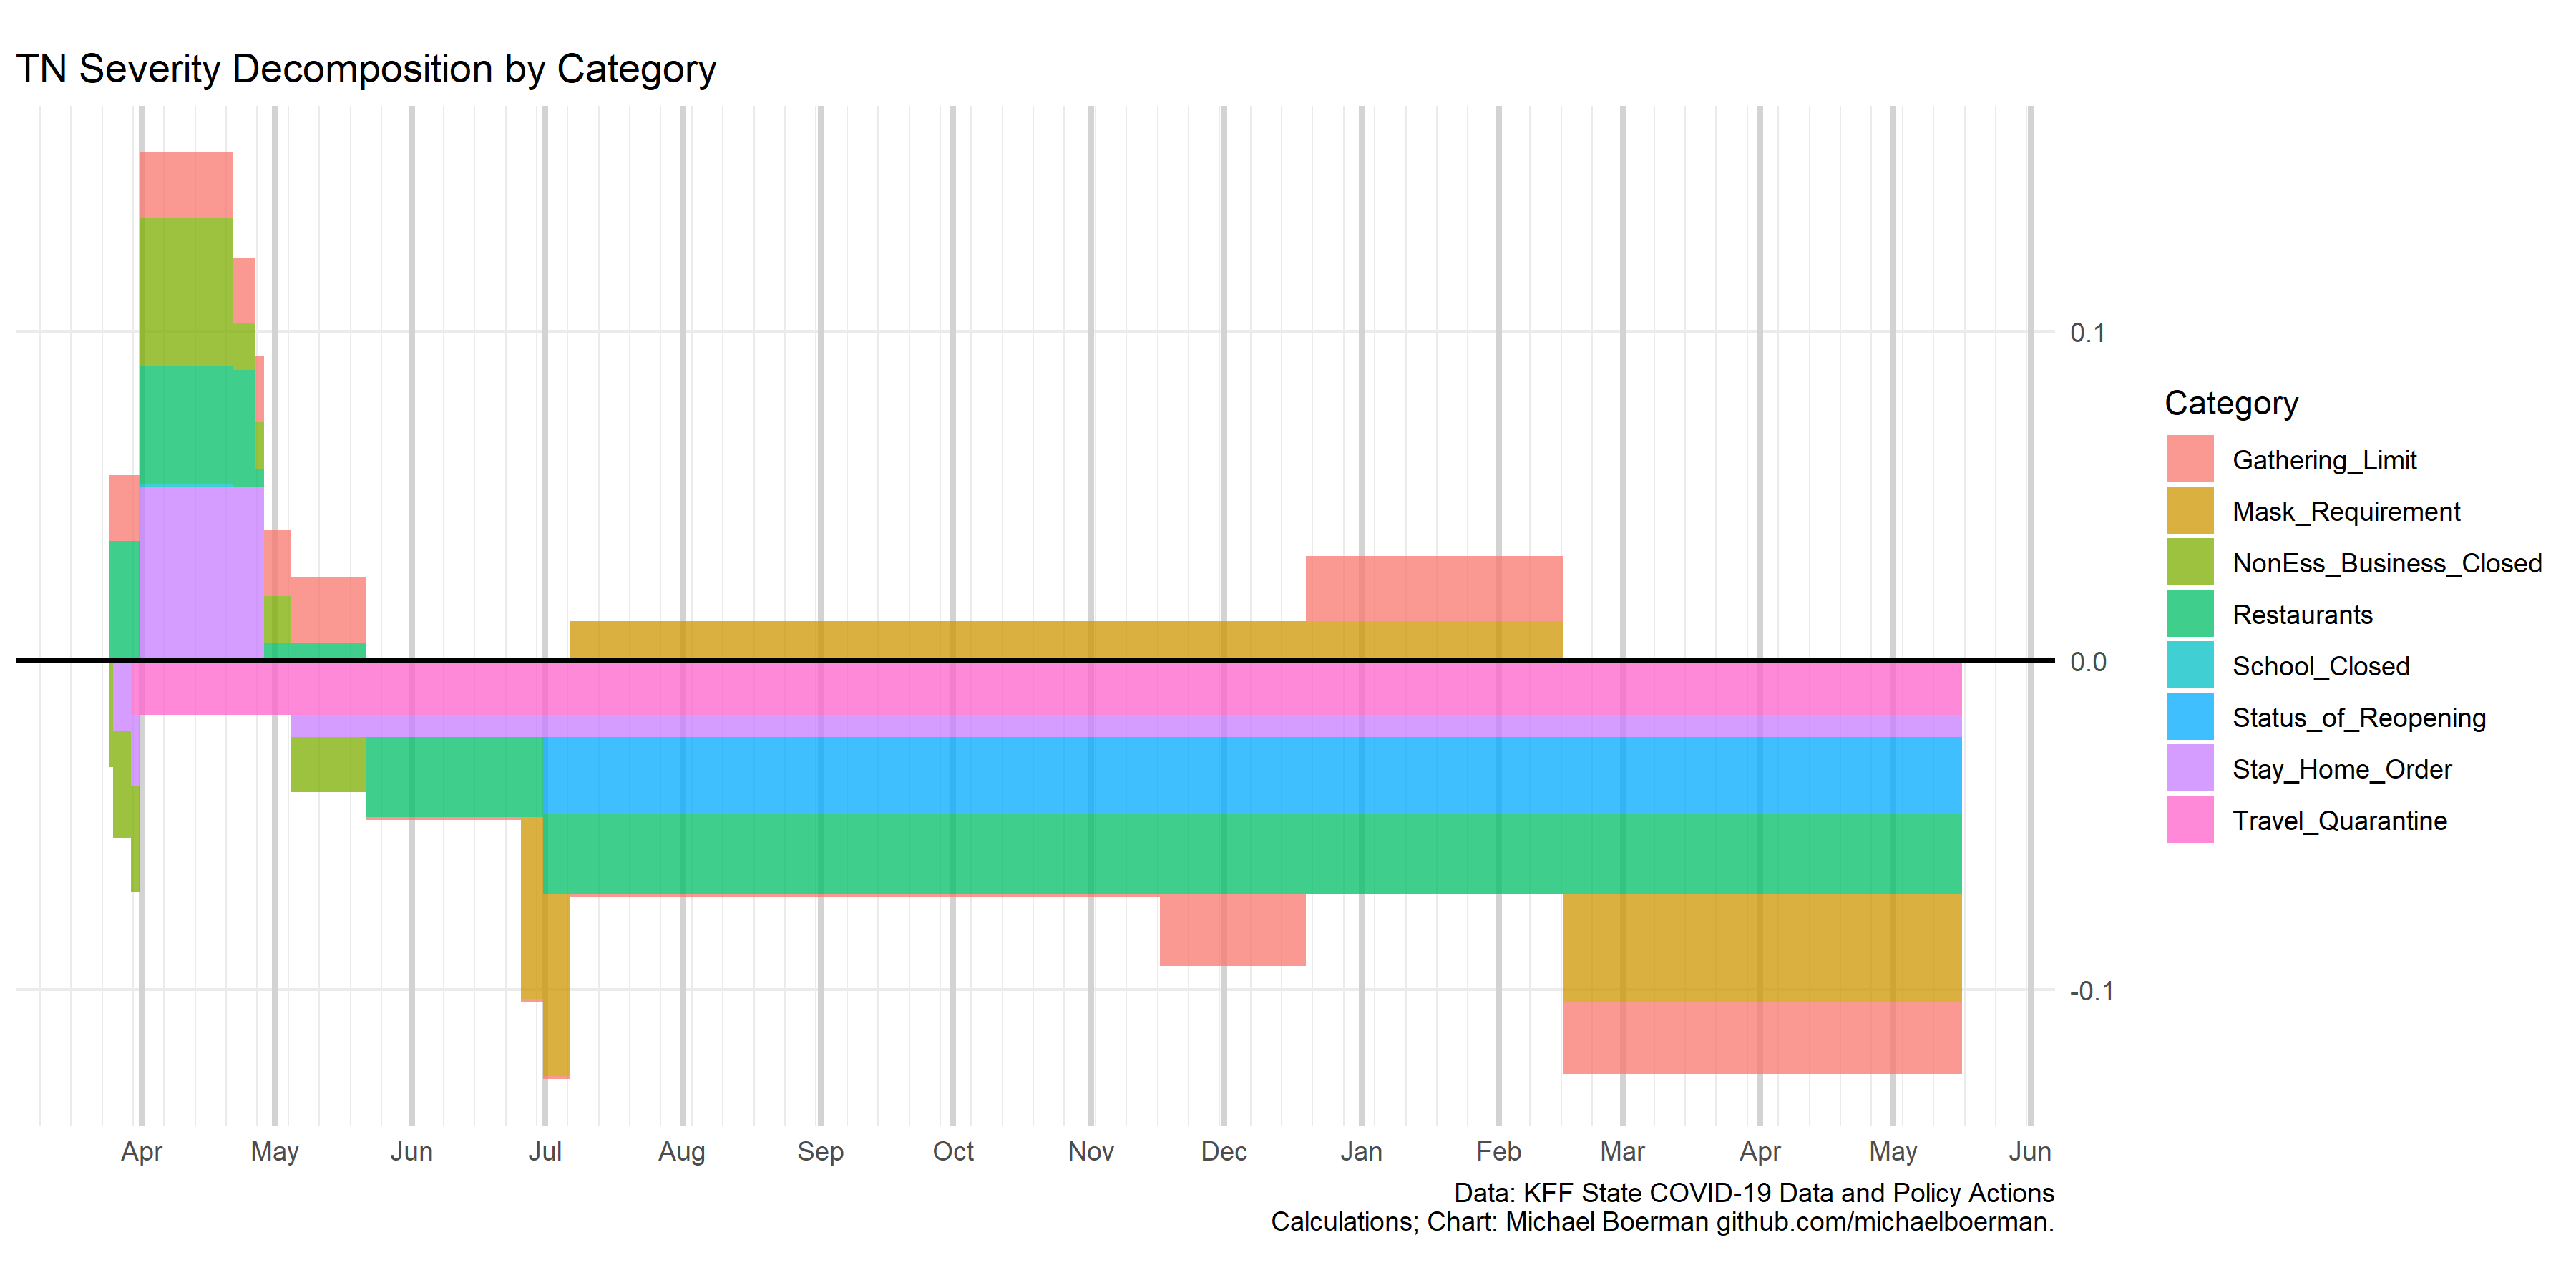 TN Severity Decomposition by Category
0.1
0.0
-0.1
Apr May Jun Jul Aug Sep Oct Nov Dec Jan Feb Mar Apr May Jun
Category
Gathering_Limit
Mask_Requirement
NonEss_Business_Closed
Restaurants
School_Closed
Status_of_Reopening
Stay_Home_Order
Travel_Quarantine
Data: KFF State COVID-19 Data and Policy Actions
Calculations; Chart: Michael Boerman github.com/michaelboerman.